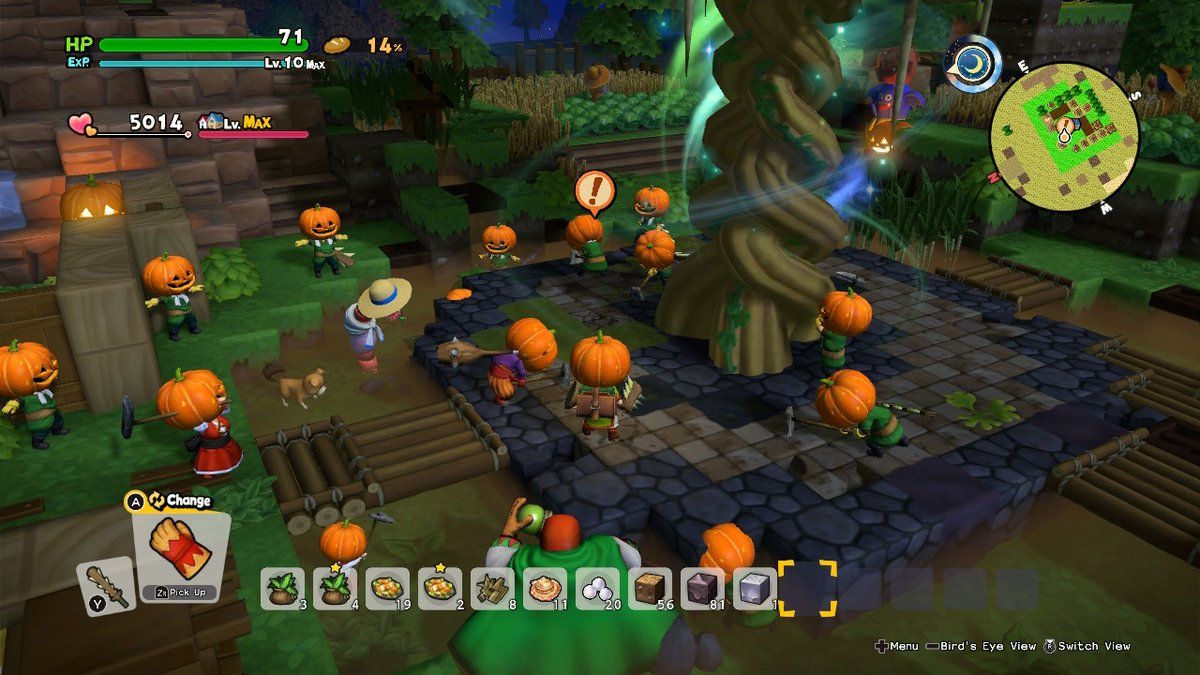 HP 71 14%
EXP. Lv.10 MAX
5014 Lv. MAX
!
E
S
N
W
A Change
ZR Pick Up
Y
3 4 19 2 8 11 20 56 81 1
Menu Bird's Eye View R Switch View